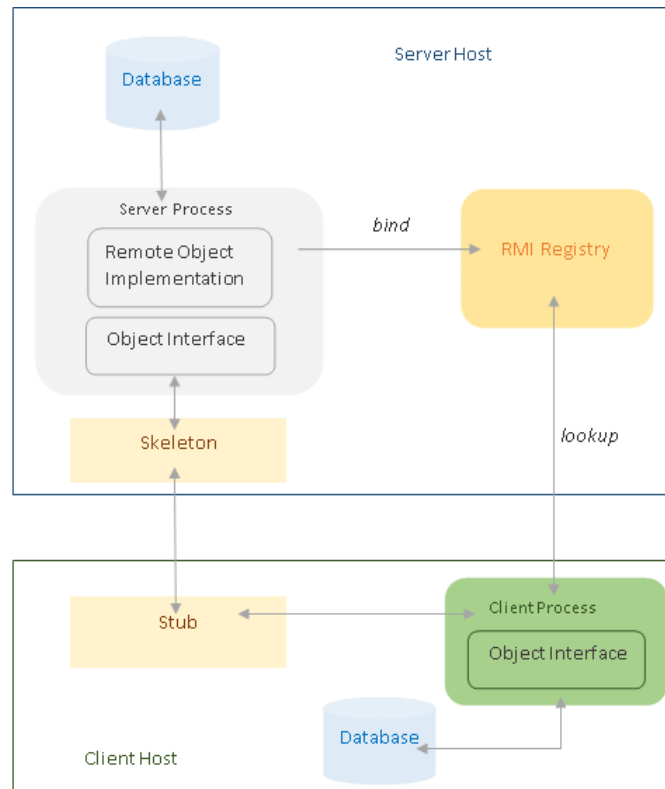 Server Host
Database
Server Process
bind
Remote Object
Implementation
RMI Registry
Object Interface
Skeleton
lookup
Stub
Client Process
Object Interface
Database
Client Host